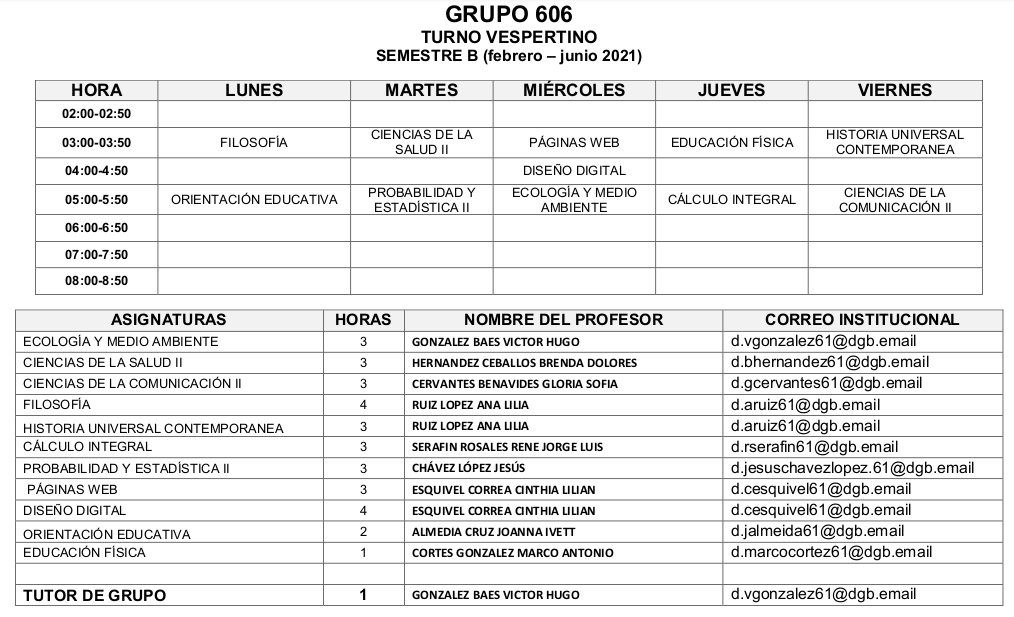 GRUPO 606
TURNO VESPERTINO
SEMESTRE B (febrero – junio 2021)
HORA LUNES MARTES MIÉRCOLES JUEVES VIERNES
02:00-02:50
03:00-03:50 FILOSOFÍA CIENCIAS DE LA SALUD II PÁGINAS WEB EDUCACIÓN FÍSICA HISTORIA UNIVERSAL CONTEMPORANEA
04:00-4:50 DISEÑO DIGITAL
05:00-5:50 ORIENTACIÓN EDUCATIVA PROBABILIDAD Y ESTADÍSTICA II ECOLOGÍA Y MEDIO AMBIENTE CÁLCULO INTEGRAL CIENCIAS DE LA COMUNICACIÓN II
06:00-6:50
07:00-7:50
08:00-8:50
ASIGNATURAS HORAS NOMBRE DEL PROFESOR CORREO INSTITUCIONAL
ECOLOGÍA Y MEDIO AMBIENTE 3 GONZALEZ BAES VICTOR HUGO d.vgonzalez61@dgb.email
CIENCIAS DE LA SALUD II 3 HERNANDEZ CEBALLOS BRENDA DOLORES d.bhernandez61@dgb.email
CIENCIAS DE LA COMUNICACIÓN II 3 CERVANTES BENAVIDES GLORIA SOFIA d.gcervantes61@dgb.email
FILOSOFÍA 4 RUIZ LOPEZ ANA LILIA d.aruiz61@dgb.email
HISTORIA UNIVERSAL CONTEMPORANEA 3 RUIZ LOPEZ ANA LILIA d.aruiz61@dgb.email
CÁLCULO INTEGRAL 3 SERAFIN ROSALES RENE JORGE LUIS d.rserafin61@dgb.email
PROBABILIDAD Y ESTADÍSTICA II 3 CHÁVEZ LÓPEZ JESÚS d.jesuschavezlopez.61@dgb.email
PÁGINAS WEB 3 ESQUIVEL CORREA CINTHIA LILIAN d.cesquivel61@dgb.email
DISEÑO DIGITAL 4 ESQUIVEL CORREA CINTHIA LILIAN d.cesquivel61@dgb.email
ORIENTACIÓN EDUCATIVA 2 ALMEDIA CRUZ JOANNA IVETT d.jalmeida61@dgb.email
EDUCACIÓN FÍSICA 1 CORTES GONZALEZ MARCO ANTONIO d.marcocortez61@dgb.email
TUTOR DE GRUPO 1 GONZALEZ BAES VICTOR HUGO d.vgonzalez61@dgb.email